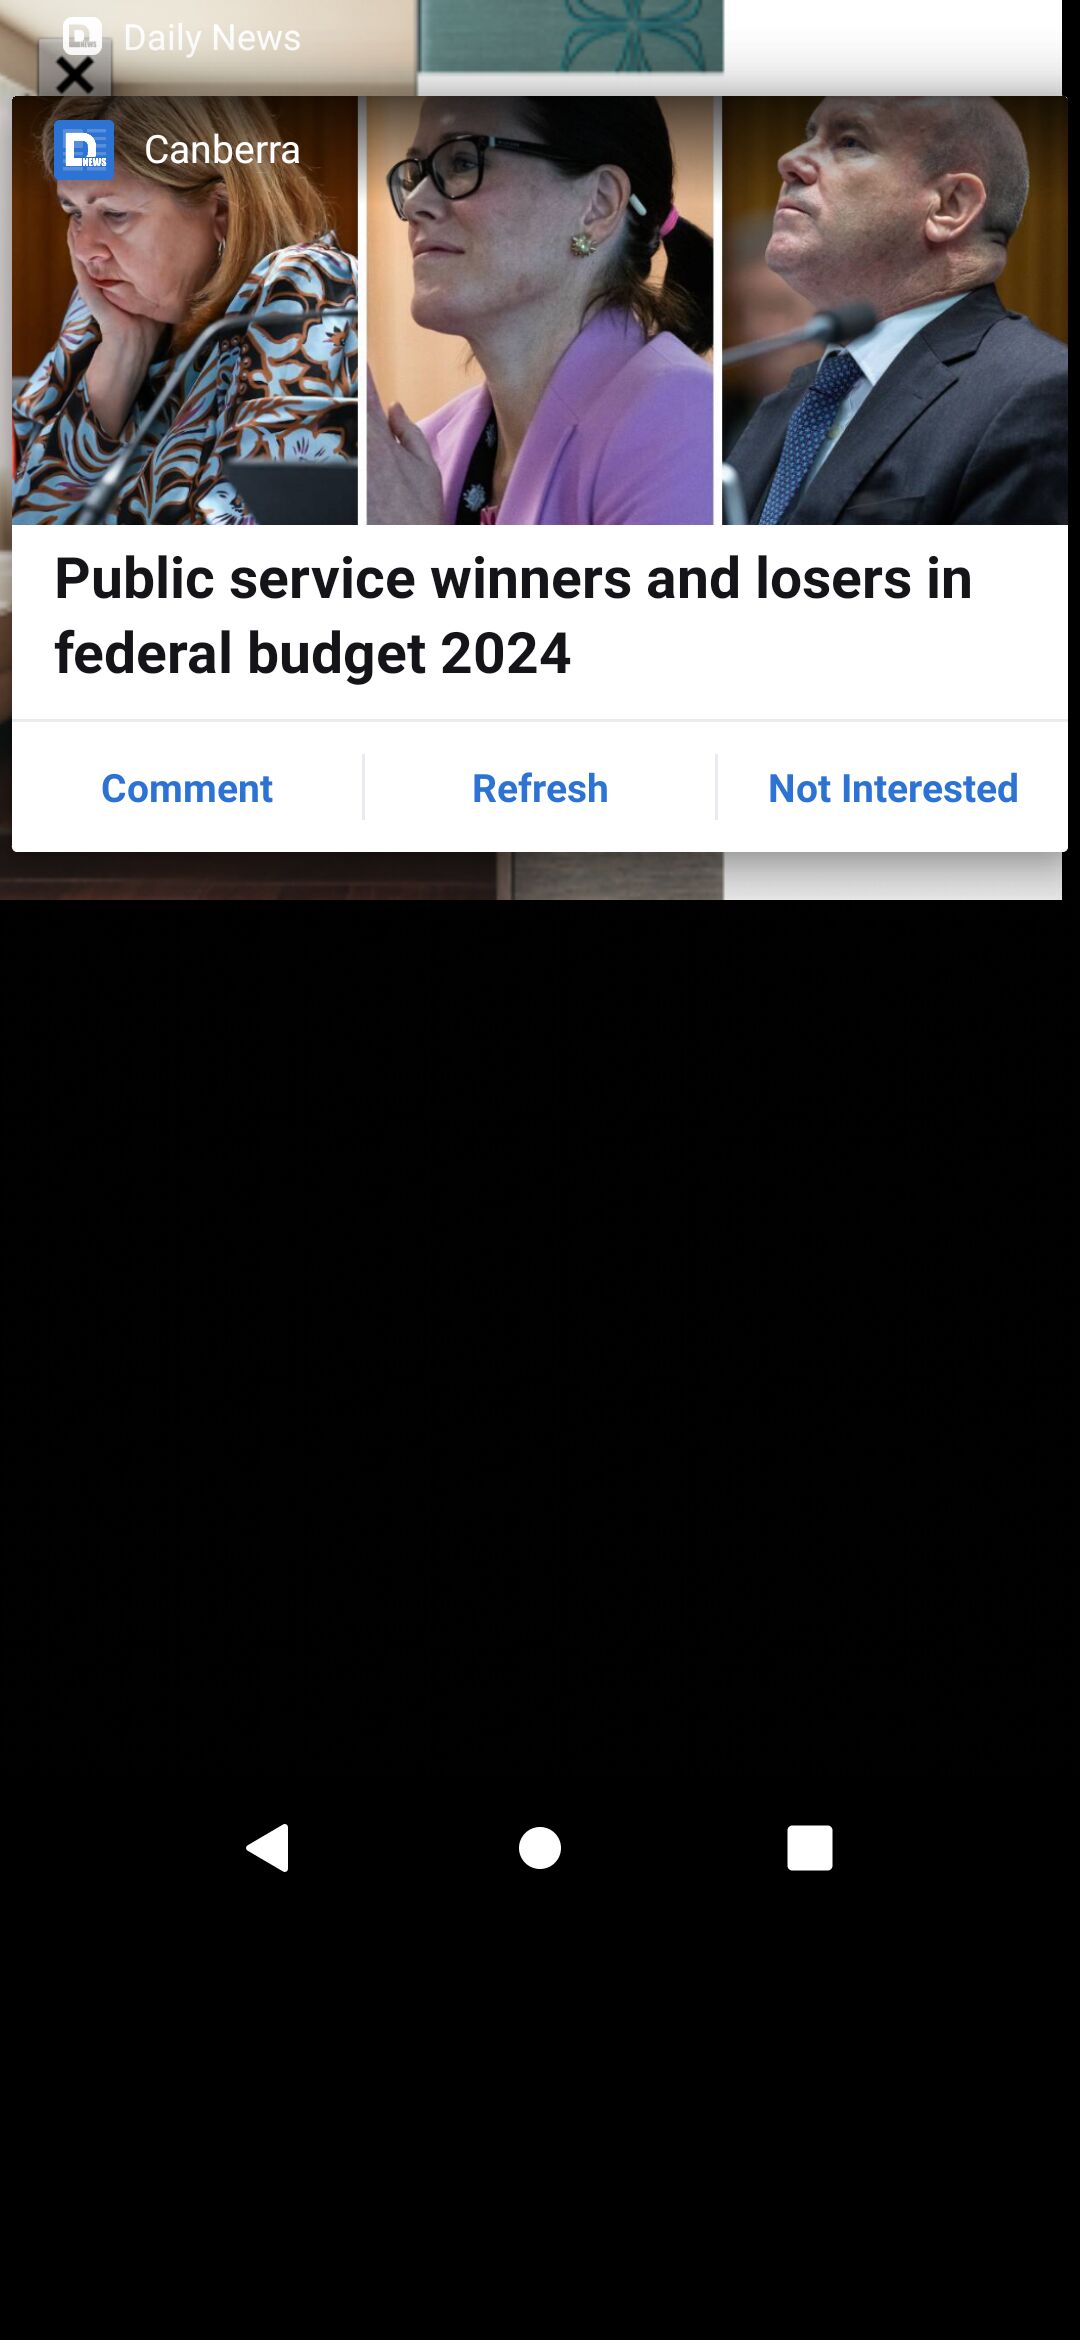 Daily News
Canberra
Public service winners and losers in
federal budget 2024
Comment
Refresh
Not Interested